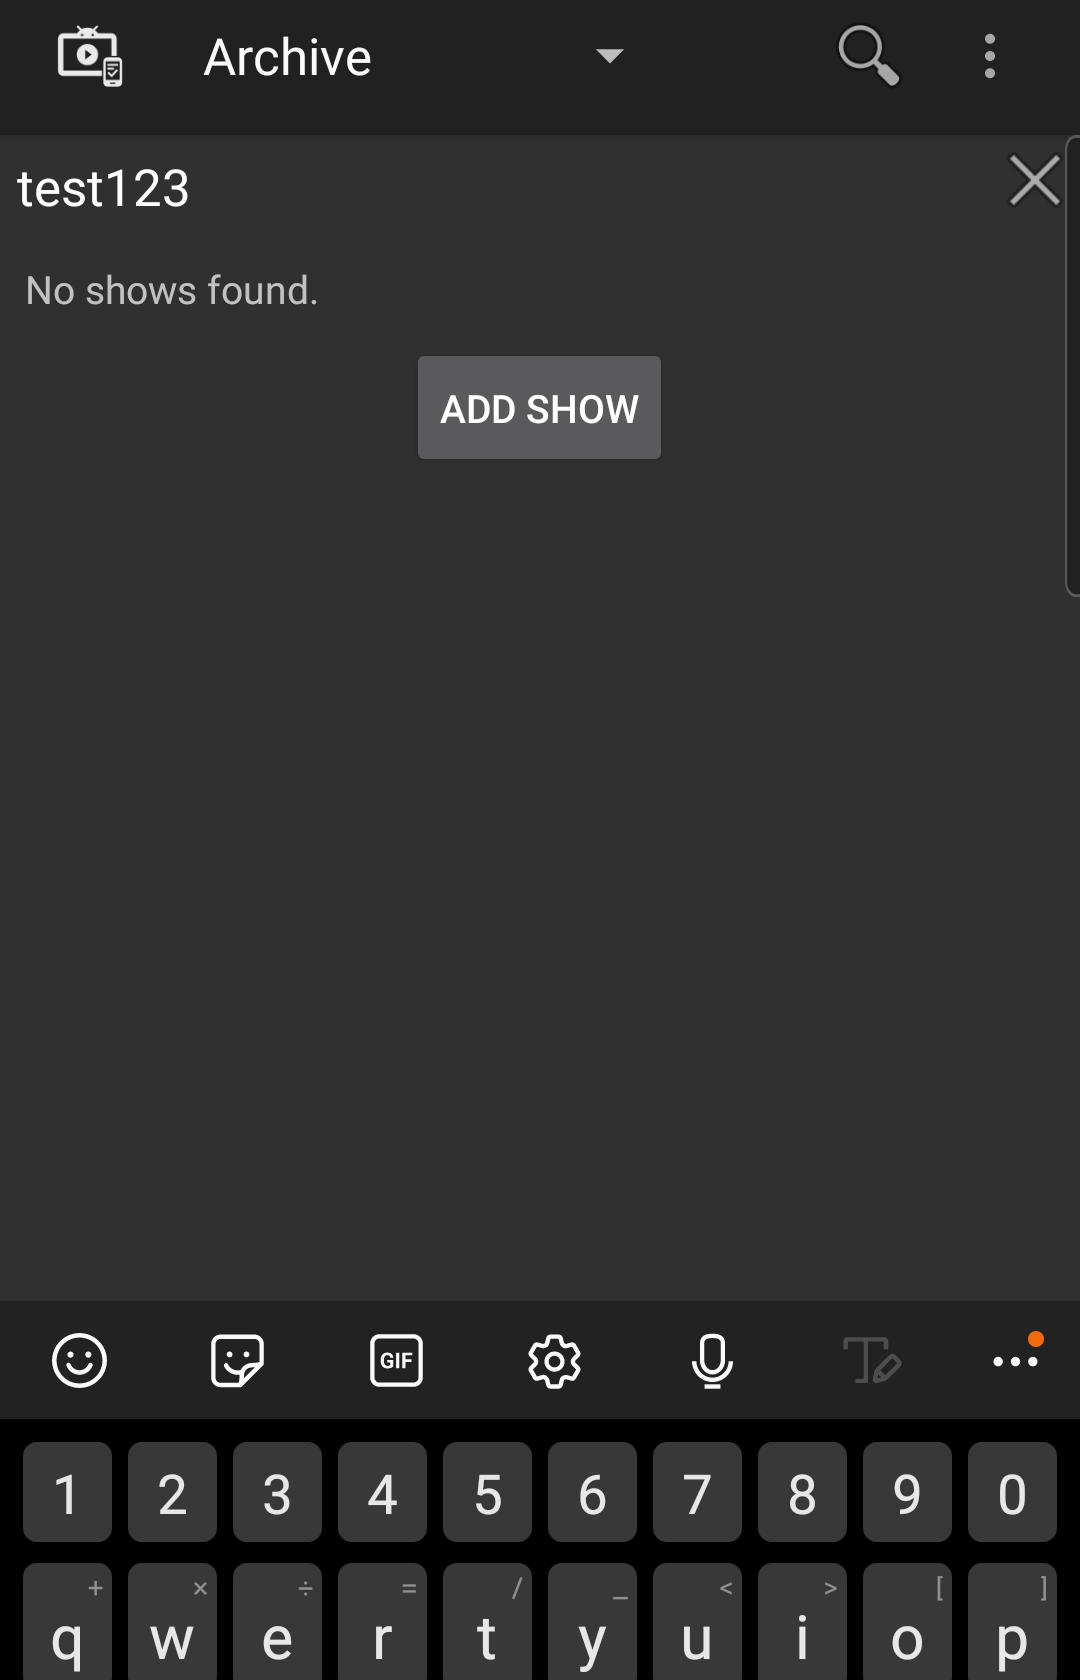 Archive
test123
No shows found.
ADD SHOW
GIF
1 2 3 4 5 6 7 8 9 0
+ × ÷ = / _ < > [ ]
q w e r t y u i o p